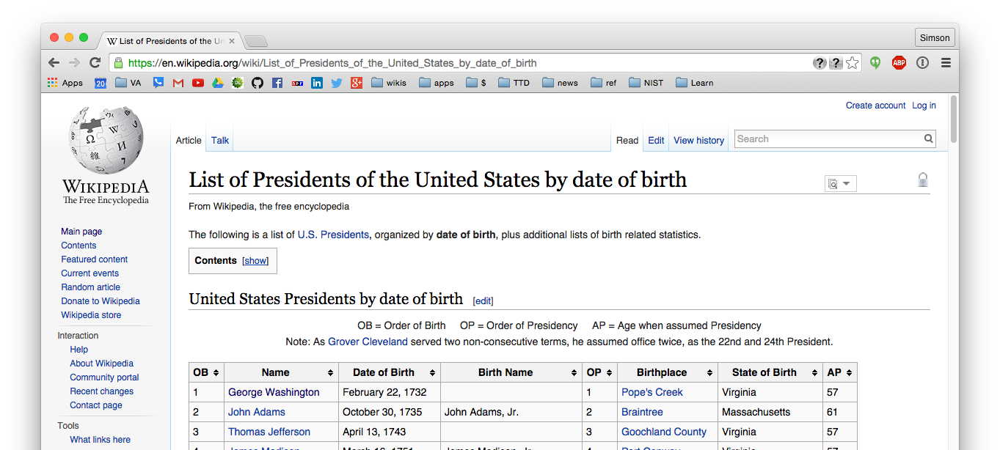 List of Presidents of the Un
Simson
https://en.wikipedia.org/wiki/List_of_Presidents_of_the_United_States_by_date_of_birth
ABP
Apps 20 VA NPR wikis apps $ TTD news ref NIST Learn
Create account Log in
Article Talk Read Edit View history Search
WIKIPEDIA
The Free Encyclopedia
Main page
Contents
Featured content
Current events
Random article
Donate to Wikipedia
Wikipedia store
Interaction
Help
About Wikipedia
Community portal
Recent changes
Contact page
Tools
What links here
List of Presidents of the United States by date of birth
From Wikipedia, the free encyclopedia
The following is a list of U.S. Presidents, organized by date of birth, plus additional lists of birth related statistics.
Contents [show]
United States Presidents by date of birth [edit]
OB = Order of Birth OP = Order of Presidency AP = Age when assumed Presidency
Note: As Grover Cleveland served two non-consecutive terms, he assumed office twice, as the 22nd and 24th President.
OB Name Date of Birth Birth Name OP Birthplace State of Birth AP
1 George Washington February 22, 1732 1 Pope's Creek Virginia 57
2 John Adams October 30, 1735 John Adams, Jr. 2 Braintree Massachusetts 61
3 Thomas Jefferson April 13, 1743 3 Goochland County Virginia 57